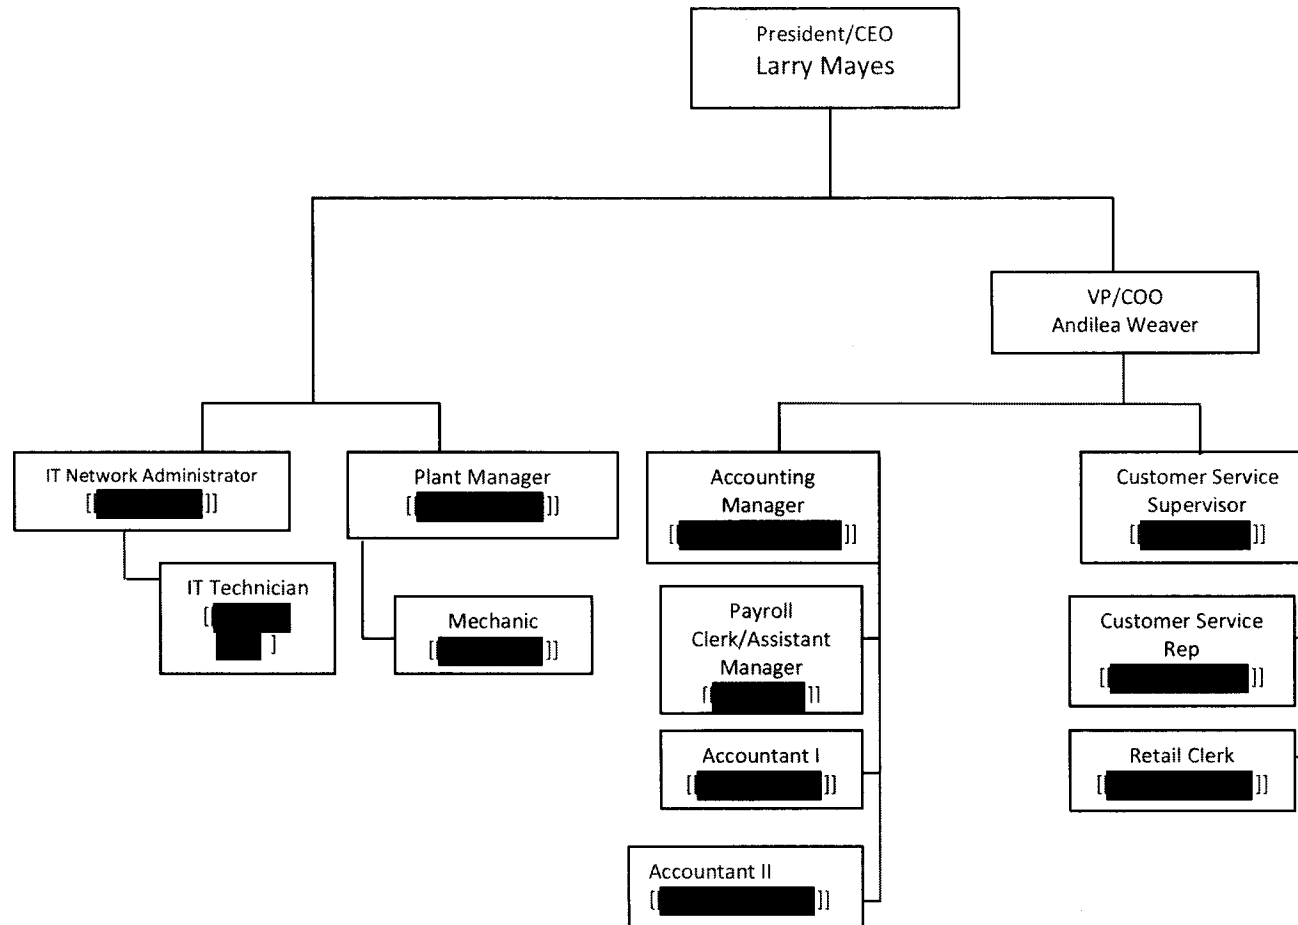 President/CEO
Larry Mayes
VP/COO
Andilea Weaver
IT Network Administrator
[[ ]]
Plant Manager
[[ ]]
Accounting
Manager
[[ ]]
Customer Service
Supervisor
[[ ]]
IT Technician
[[
]
Mechanic
[[ ]]
Payroll
Clerk/Assistant
Manager
[[ ]]
Customer Service
Rep
[[ ]]
Accountant I
[[ ]]
Retail Clerk
[[ ]]
Accountant II
[[ ]]